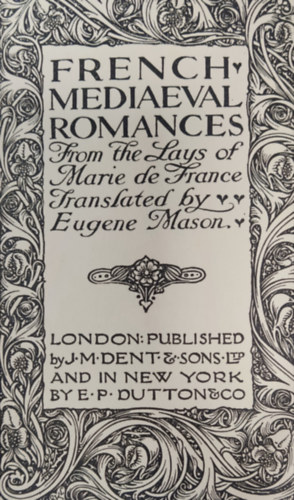 FRENCH
MEDIAEVAL
ROMANCES
From the Lays of
Marie de France
Translated by
Eugene Mason.
LONDON: PUBLISHED
by J. M. DENT & SONS LTD
AND IN NEW YORK
BY E. P. DUTTON & CO